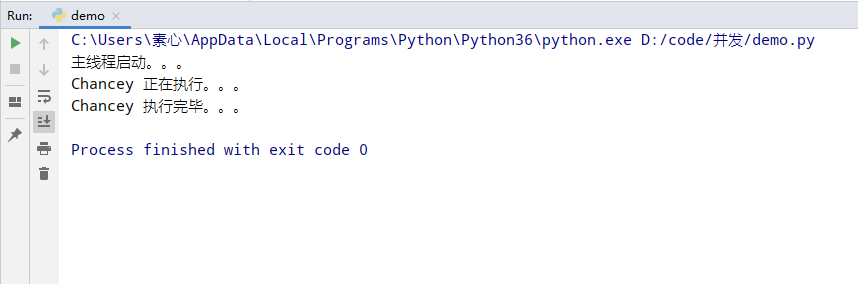 Run: demo
C:\Users\素心\AppData\Local\Programs\Python\Python36\python.exe D:/code/并发/demo.py
主线程启动。。。
Chancey 正在执行。。。
Chancey 执行完毕。。。
Process finished with exit code 0